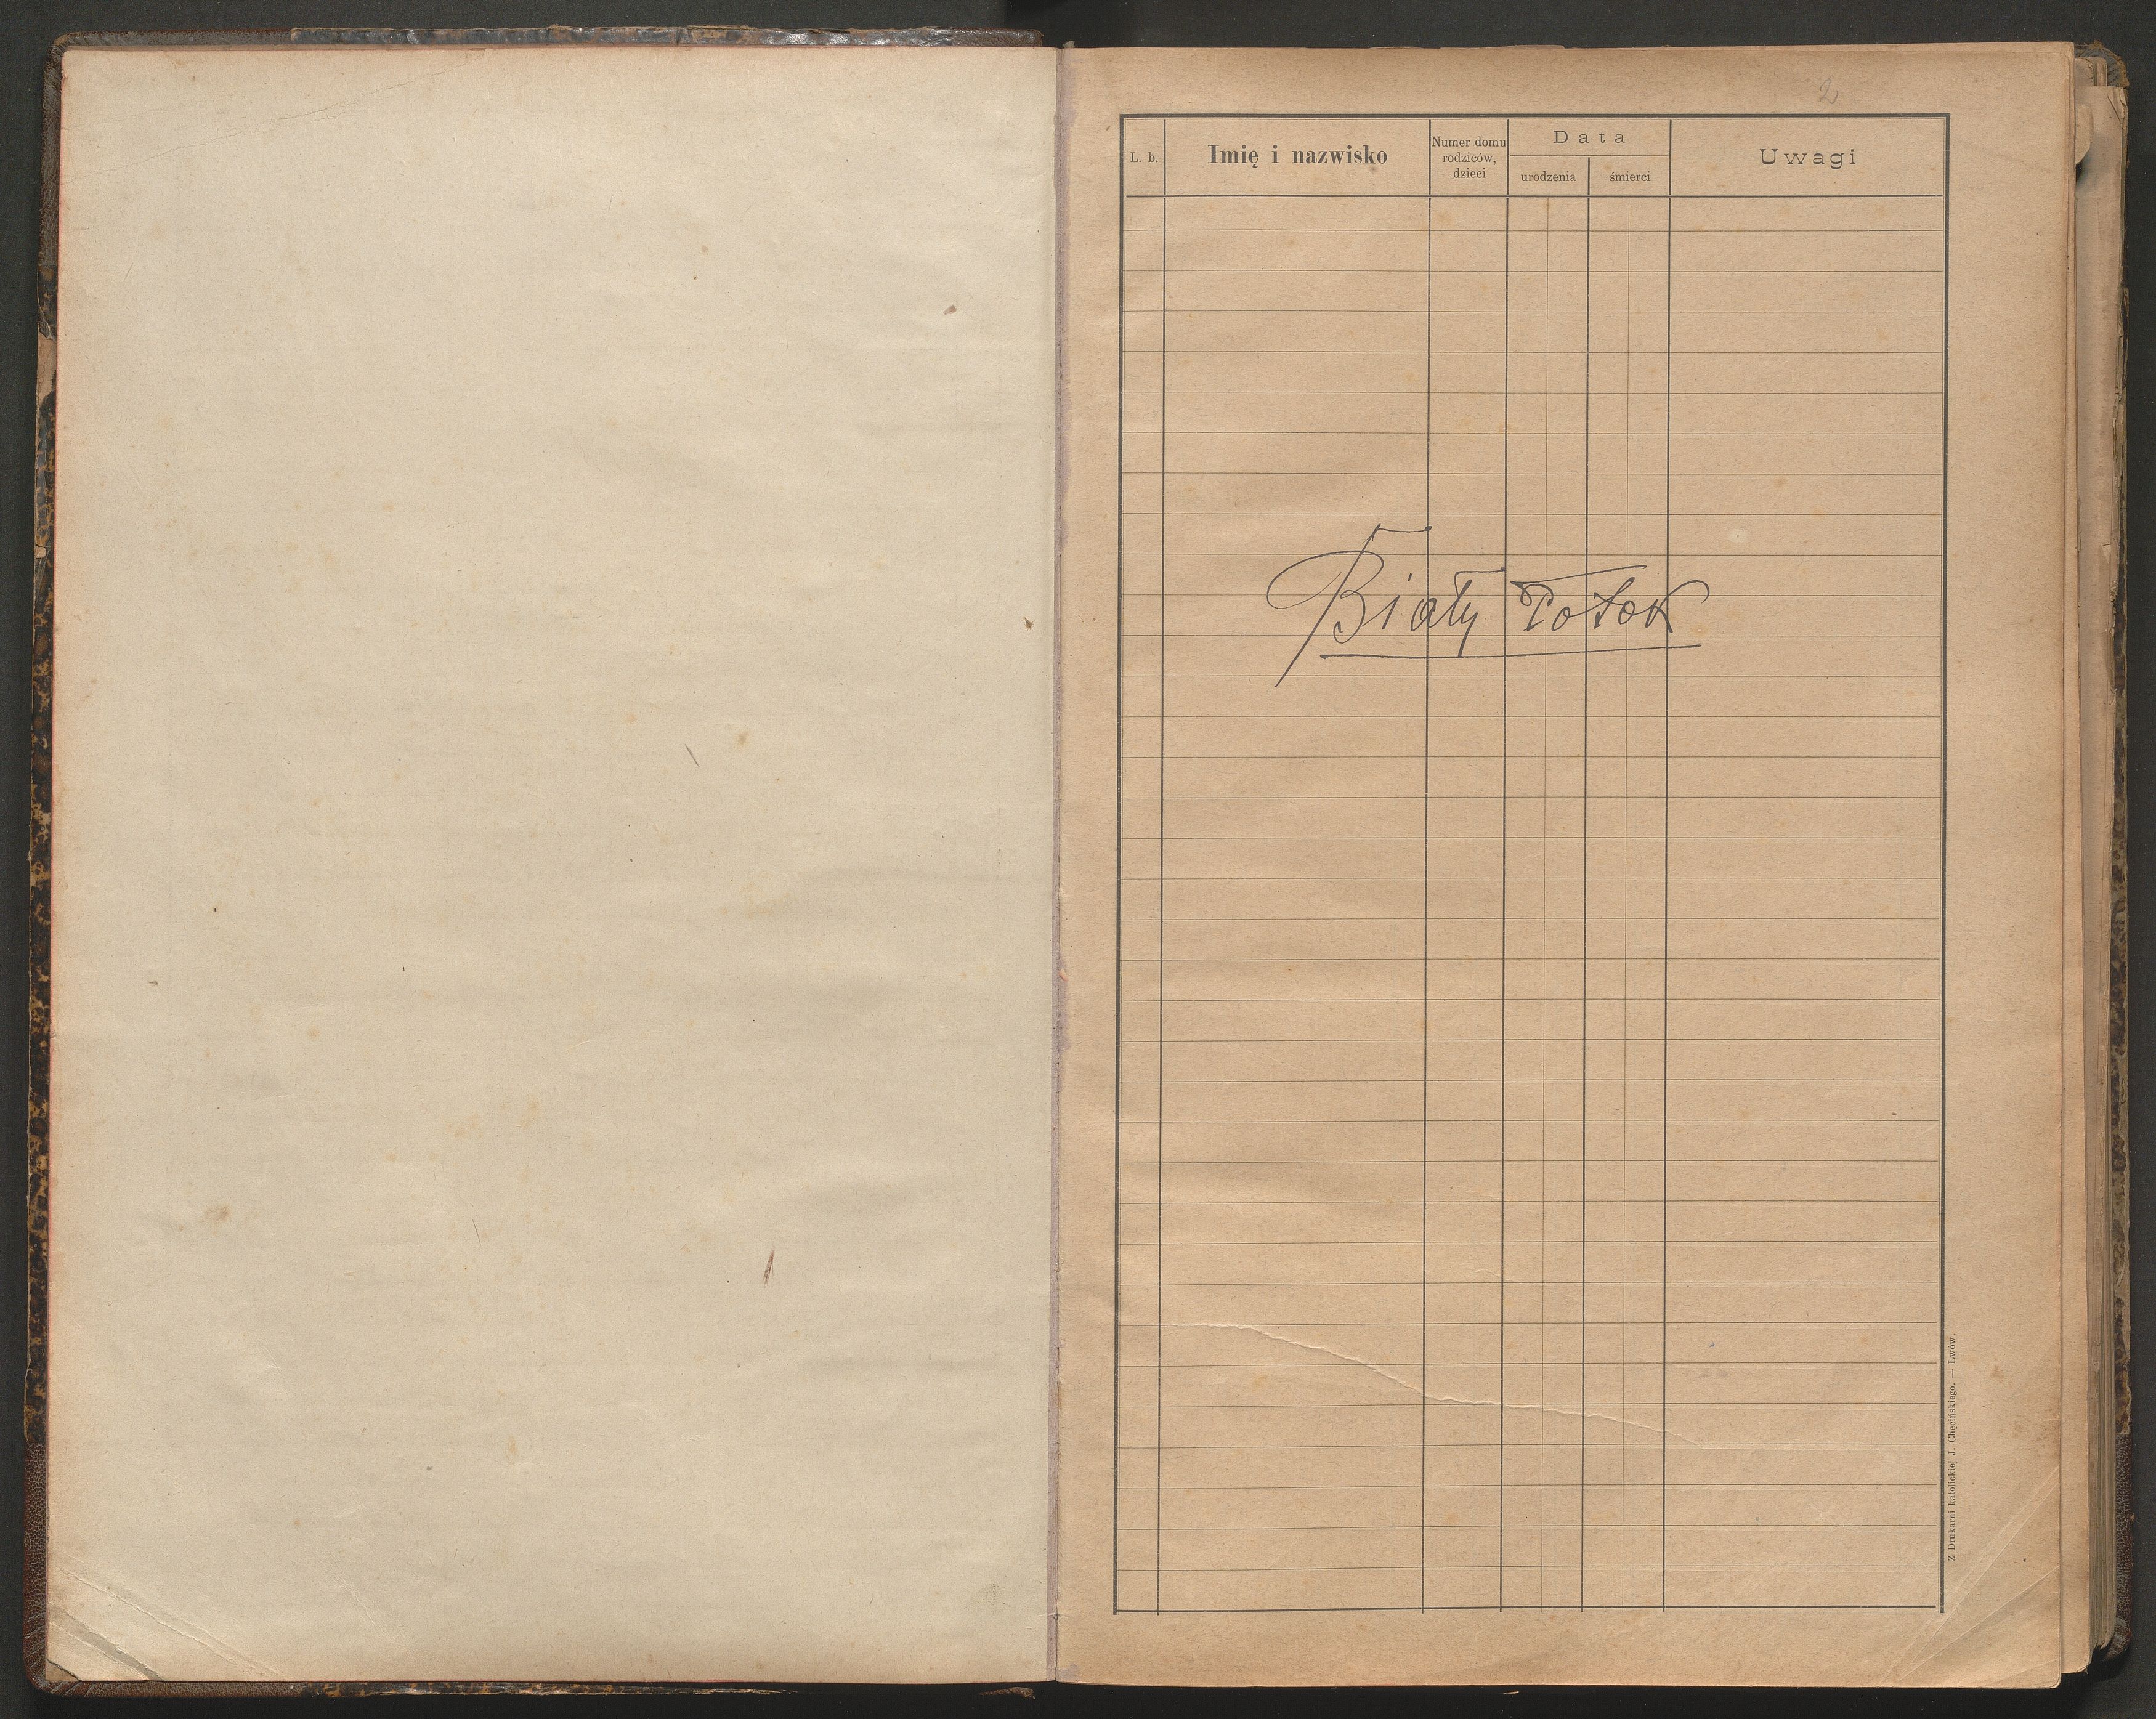 2
L. b.
Imię i nazwisko
Numer domu
rodziców,
dzieci
Data
urodzenia
śmierci
Uwagi
Biały Potok
Z Drukarni katolickiej J. Chęcińskiego. — Lwów.